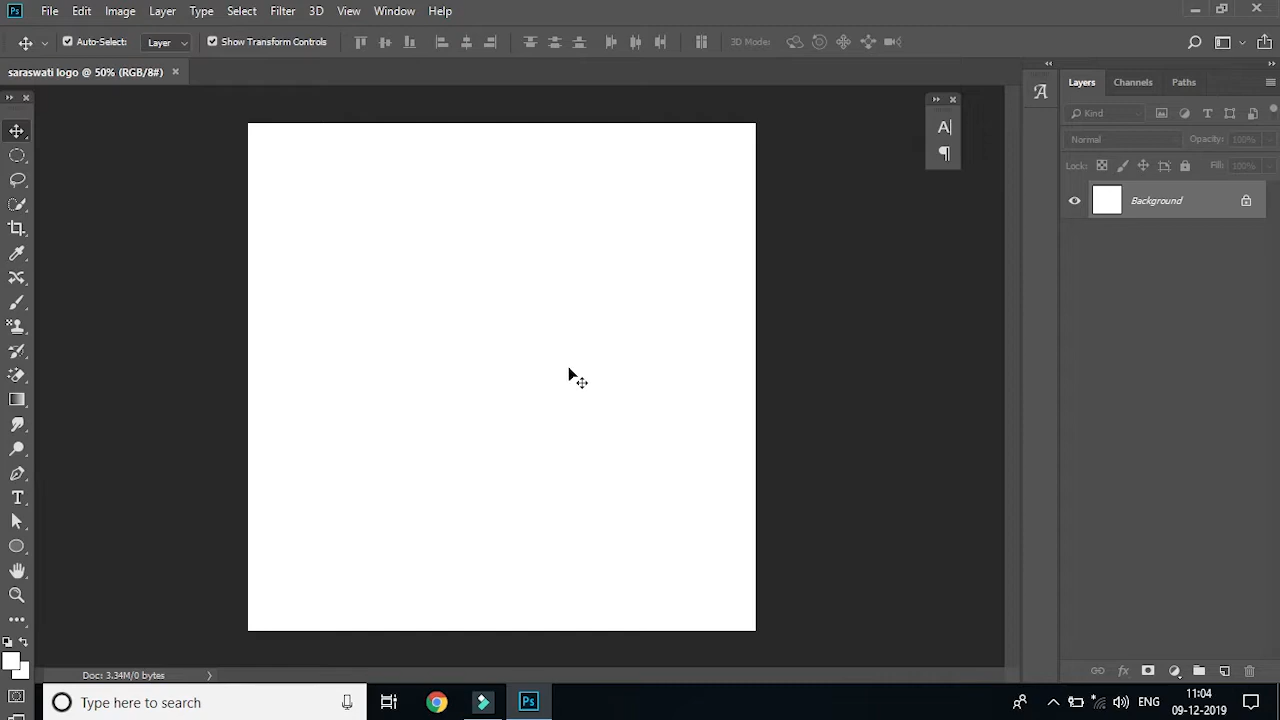 Ps File Edit Image Layer Type Select Filter 3D View Window Help
Auto-Select: Layer Show Transform Controls 3D Mode:
saraswati logo @ 50% (RGB/8#)
Layers Channels Paths
Kind
Normal Opacity: 100%
Lock: Fill: 100%
Background
Doc: 3.34M/0 bytes
Type here to search
Ps
ENG
11:04
09-12-2019